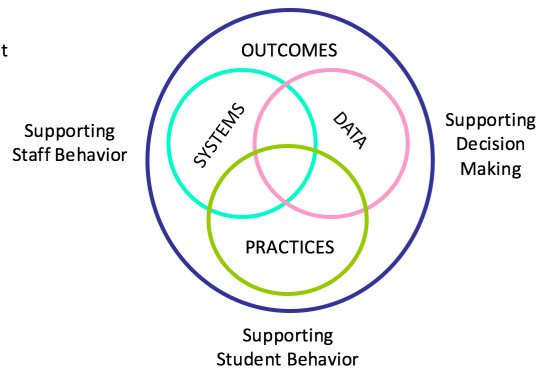 OUTCOMES
t
SYSTEMS
DATA
Supporting
Staff Behavior
Supporting
Decision
Making
PRACTICES
Supporting
Student Behavior